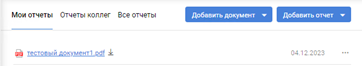 Мои отчеты Отчеты коллег Все отчеты Добавить документ Добавить отчет
тестовый документ1.pdf 04.12.2023 ...